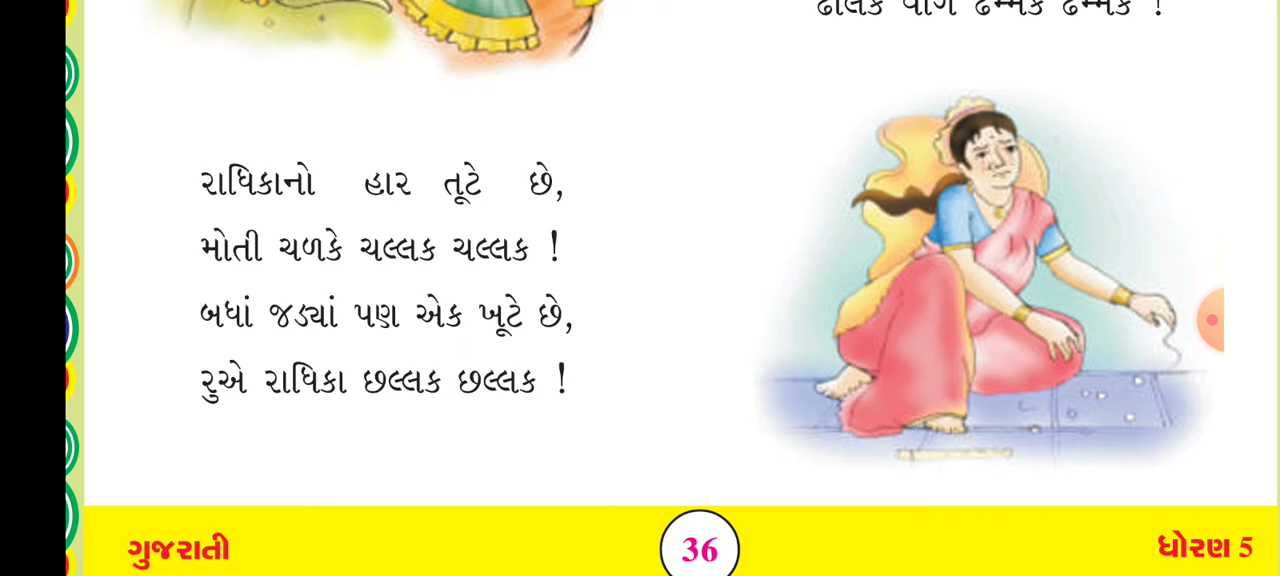 રાધિકાનો હાર તૂટે છે,
મોતી ચળકે ચલ્લક ચલ્લક !
બધાં જડ્યાં પણ એક ખૂટે છે,
રુએ રાધિકા છલ્લક છલ્લક !
ગુજરાતી
36
ધોરણ 5